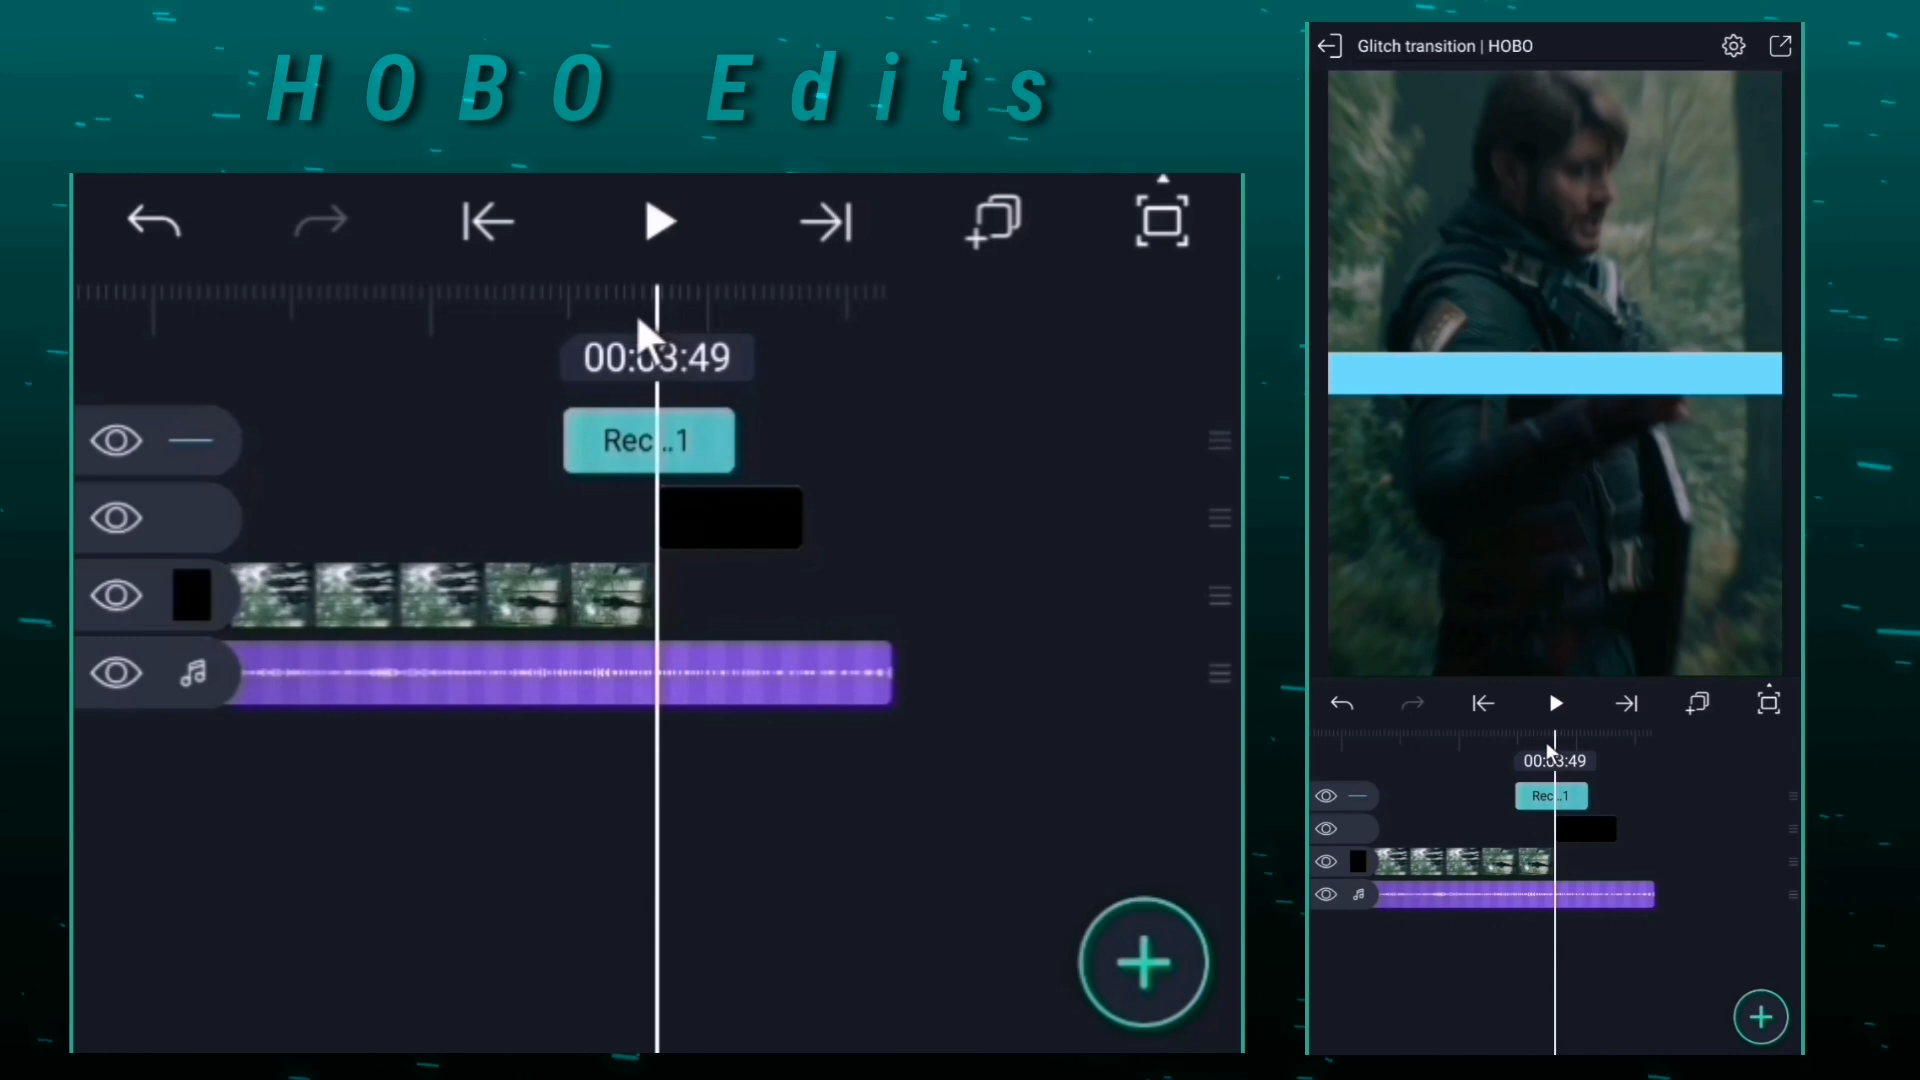 HOBO Edits
00:03:49
Rec...1
Glitch transition | HOBO
00:03:49
Rec...1